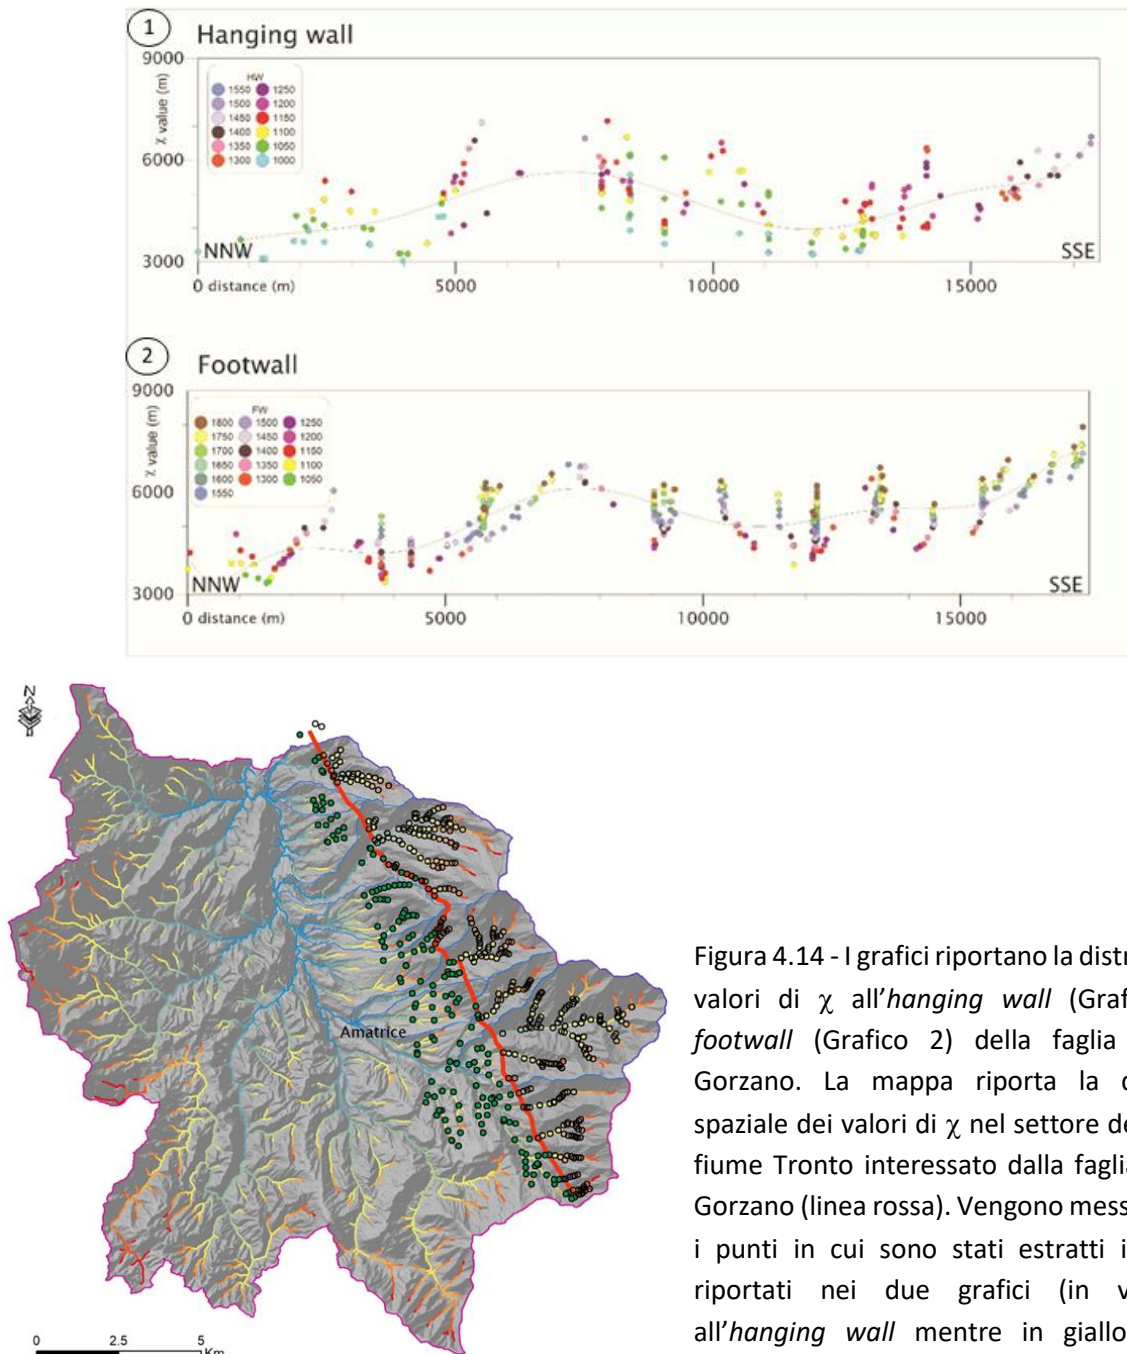 1
Hanging wall
9000
χ value (m)
6000
3000
HW
1550 1250
1500 1200
1450 1150
1400 1100
1350 1050
1300 1000
NNW
SSE
0 distance (m) 5000 10000 15000
2
Footwall
9000
χ value (m)
6000
3000
FW
1800 1500 1250
1750 1450 1200
1700 1400 1150
1650 1350 1100
1600 1300 1050
1550
NNW
SSE
0 distance (m) 5000 10000 15000
N
Amatrice
0 2.5 5
Km
Figura 4.14 - I grafici riportano la distr
valori di χ all’hanging wall (Graf
footwall (Grafico 2) della faglia
Gorzano. La mappa riporta la d
spaziale dei valori di χ nel settore de
fiume Tronto interessato dalla faglia
Gorzano (linea rossa). Vengono mess
i punti in cui sono stati estratti i
riportati nei due grafici (in v
all’hanging wall mentre in giallo